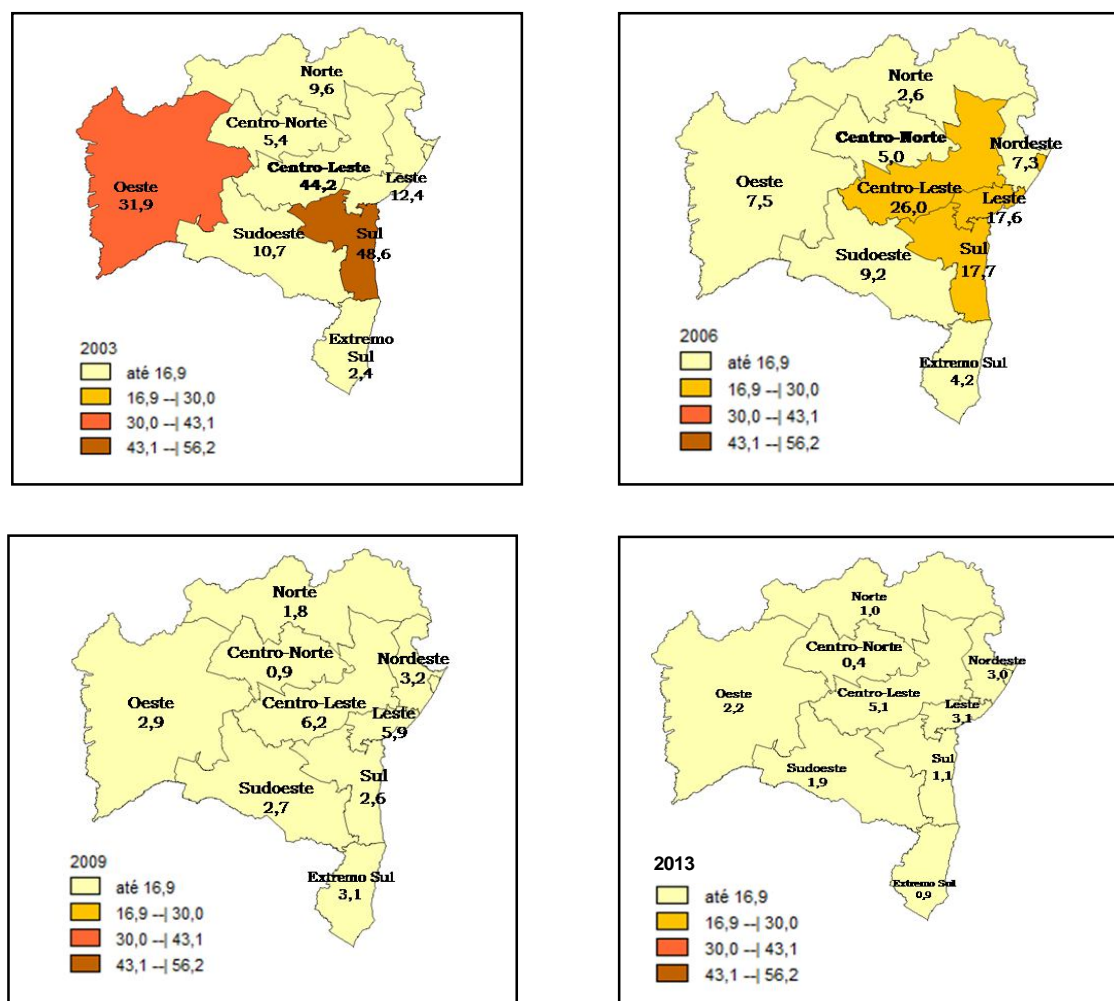 Norte
9,6
Centro-Norte
5,4
Centro-Leste
44,2
Leste
12,4
Oeste
31,9
Sudoeste
10,7
Sul
48,6
Extremo
Sul
2,4
2003
até 16,9
16,9 --| 30,0
30,0 --| 43,1
43,1 --| 56,2
Norte
2,6
Centro-Norte
5,0
Nordeste
7,3
Oeste
7,5
Centro-Leste
26,0
Leste
17,6
Sul
17,7
Sudoeste
9,2
Extremo Sul
4,2
2006
até 16,9
16,9 --| 30,0
30,0 --| 43,1
43,1 --| 56,2
Norte
1,8
Centro-Norte
0,9
Nordeste
3,2
Oeste
2,9
Centro-Leste
6,2
Leste
5,9
Sul
2,6
Sudoeste
2,7
Extremo Sul
3,1
2009
até 16,9
16,9 --| 30,0
30,0 --| 43,1
43,1 --| 56,2
Norte
1,0
Centro-Norte
0,4
Nordeste
3,0
Oeste
2,2
Centro-Leste
5,1
Leste
3,1
Sul
1,1
Sudoeste
1,9
Extremo Sul
0,9
2013
até 16,9
16,9 --| 30,0
30,0 --| 43,1
43,1 --| 56,2